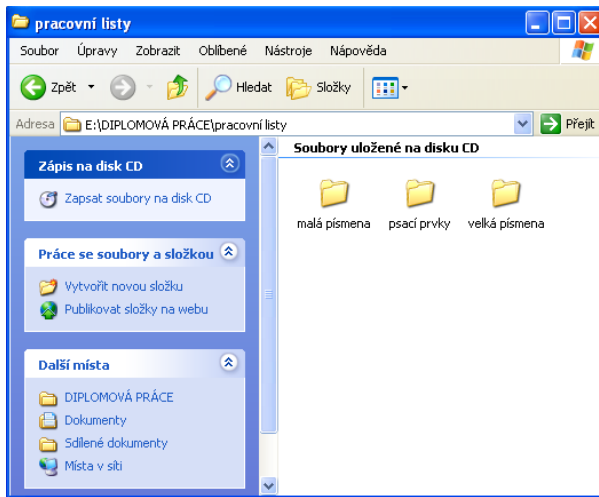 pracovní listy
Soubor Úpravy Zobrazit Oblíbené Nástroje Nápověda
Zpět Hledat Složky
Adresa E:\DIPLOMOVÁ PRÁCE\pracovní listy Přejít
Zápis na disk CD
Zapsat soubory na disk CD
Práce se soubory a složkou
Vytvořit novou složku
Publikovat složky na webu
Další místa
DIPLOMOVÁ PRÁCE
Dokumenty
Sdílené dokumenty
Místa v síti
Soubory uložené na disku CD
malá písmena psací prvky velká písmena